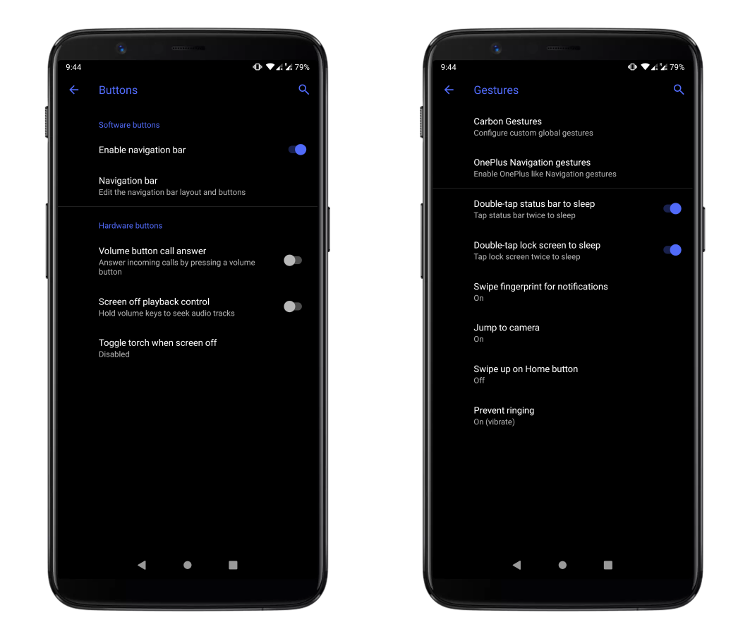 9:44
79%
Buttons
Software buttons
Enable navigation bar
Navigation bar
Edit the navigation bar layout and buttons
Hardware buttons
Volume button call answer
Answer incoming calls by pressing a volume
button
Screen off playback control
Hold volume keys to seek audio tracks
Toggle torch when screen off
Disabled
9:44
79%
Gestures
Carbon Gestures
Configure custom global gestures
OnePlus Navigation gestures
Enable OnePlus like Navigation gestures
Double-tap status bar to sleep
Tap status bar twice to sleep
Double-tap lock screen to sleep
Tap lock screen twice to sleep
Swipe fingerprint for notifications
On
Jump to camera
On
Swipe up on Home button
Off
Prevent ringing
On (vibrate)